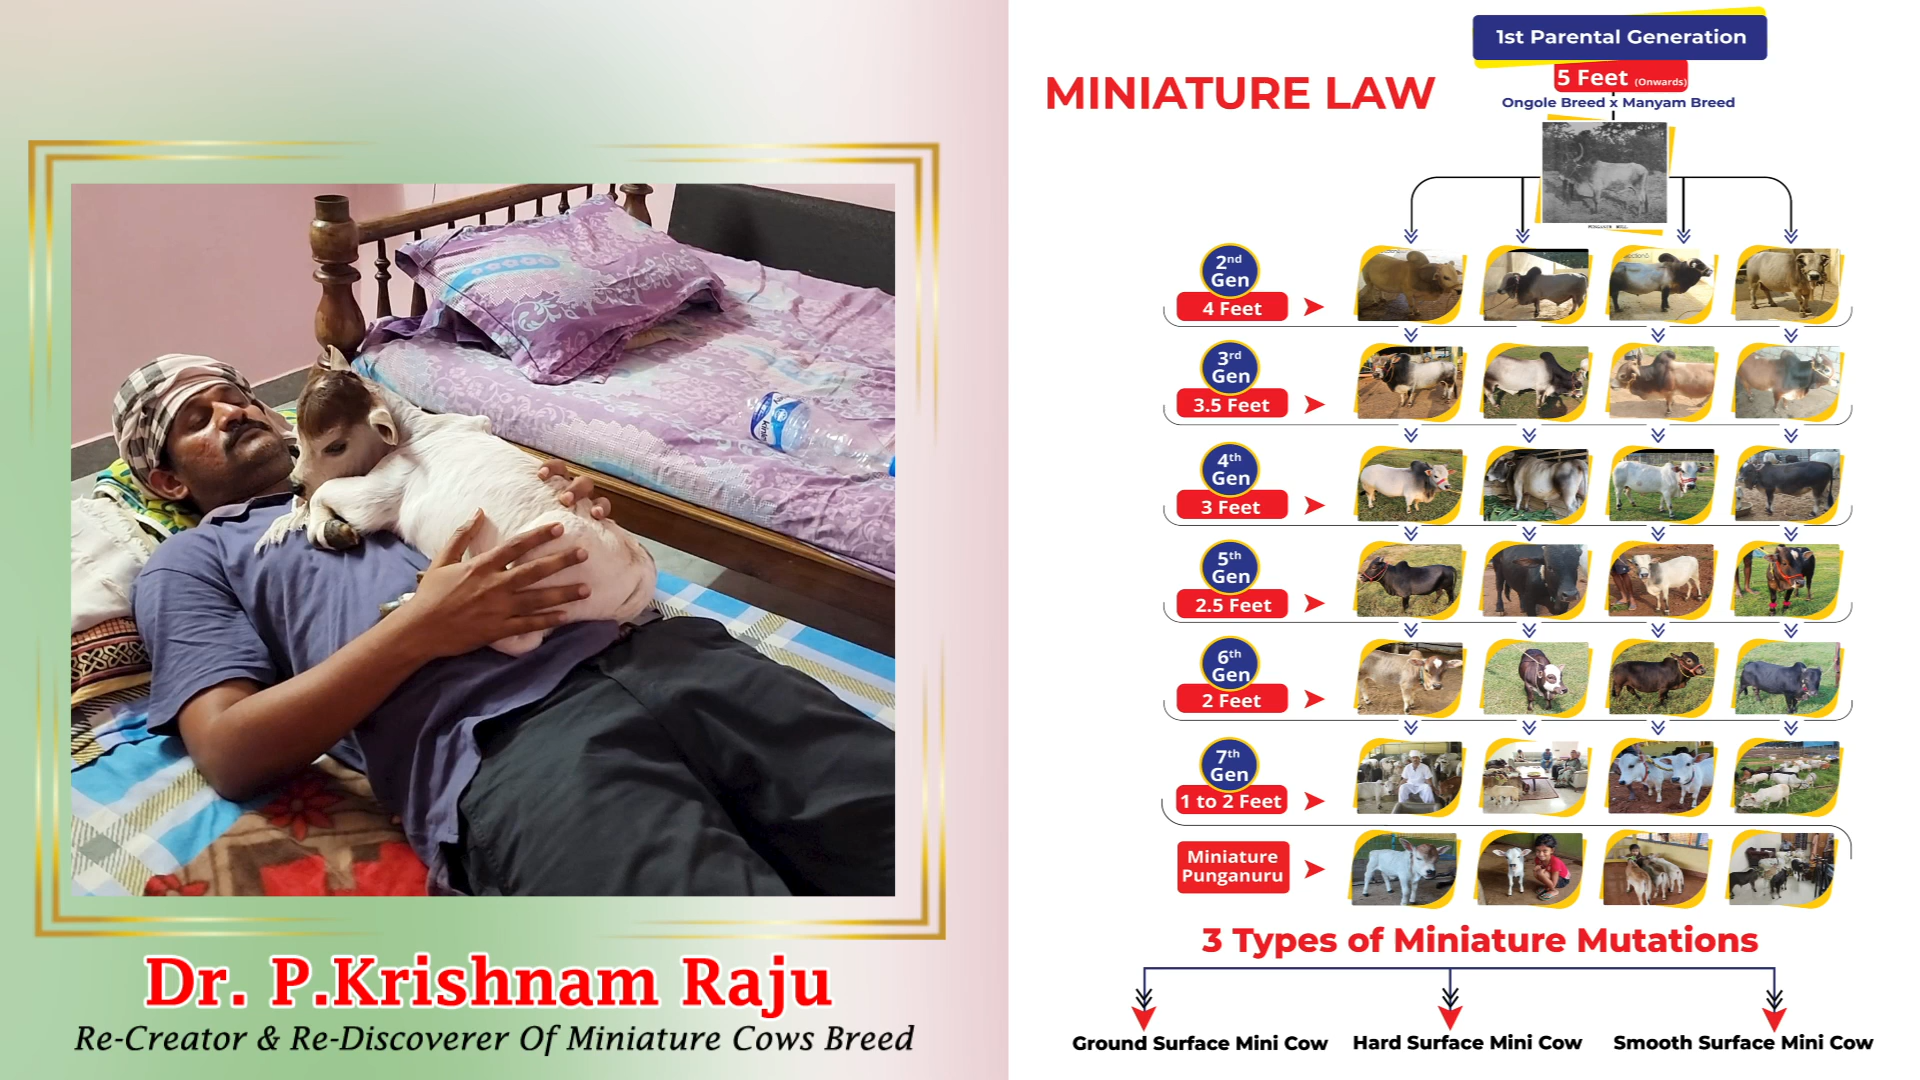 Dr. P.Krishnam Raju
Re-Creator & Re-Discoverer Of Miniature Cows Breed
MINIATURE LAW
1st Parental Generation
5 Feet (Onwards)
Ongole Breed x Manyam Breed
2nd
Gen
4 Feet
3rd
Gen
3.5 Feet
4th
Gen
3 Feet
5th
Gen
2.5 Feet
6th
Gen
2 Feet
7th
Gen
1 to 2 Feet
Miniature
Punganuru
3 Types of Miniature Mutations
Ground Surface Mini Cow
Hard Surface Mini Cow
Smooth Surface Mini Cow